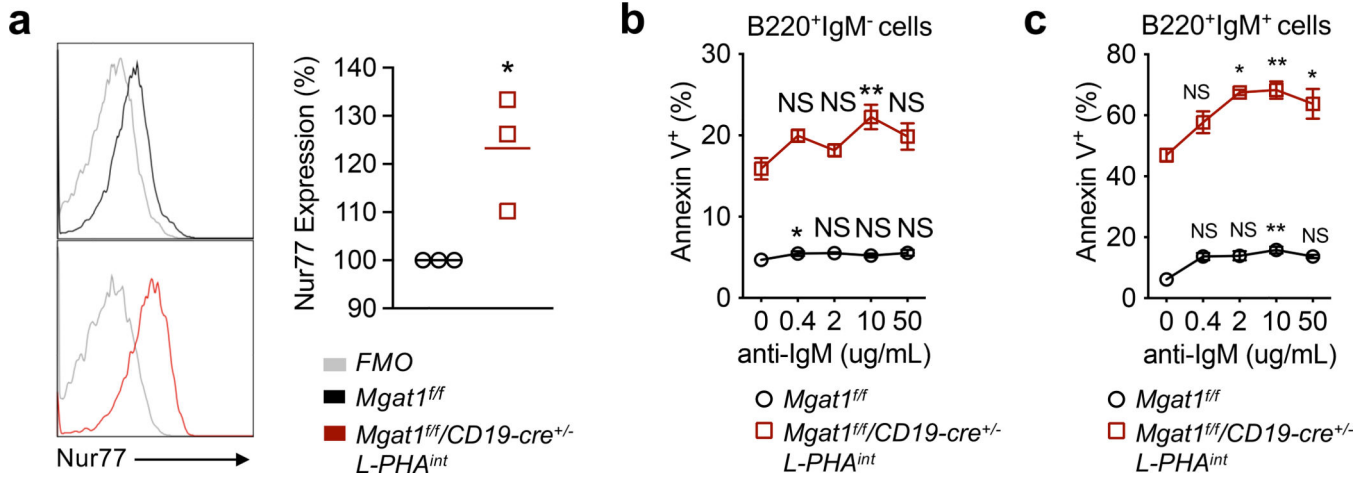 a
Nur77
Nur77 Expression (%)
140
130
120
110
100
90
*
FMO
Mgat1f/f
Mgat1f/f/CD19-cre+/-
L-PHAint
b
B220+IgM- cells
Annexin V+ (%)
30
20
10
0
NS NS ** NS
* NS NS NS
0 0.4 2 10 50
anti-IgM (ug/mL)
Mgat1f/f
Mgat1f/f/CD19-cre+/-
L-PHAint
c
B220+IgM+ cells
Annexin V+ (%)
80
60
40
20
0
NS * ** *
NS NS ** NS
0 0.4 2 10 50
anti-IgM (ug/mL)
Mgat1f/f
Mgat1f/f/CD19-cre+/-
L-PHAint